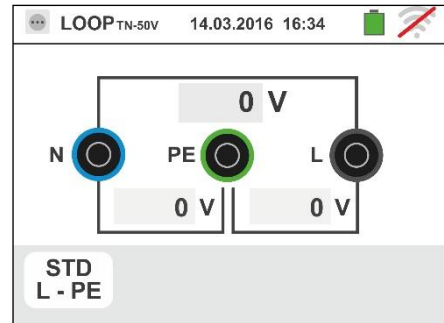 LOOP TN-50V 14.03.2016 16:34
0 V
N PE L
0 V 0 V
STD
L - PE